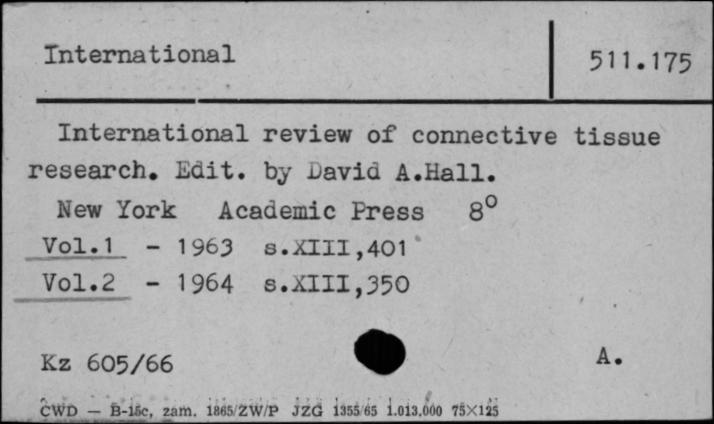 International 511.175
International review of connective tissue
research. Edit. by David A.Hall.
New York Academic Press 8°
Vol.1 - 1963 s.XIII,401
Vol.2 - 1964 s.XIII,350
Kz 605/66 A.
CWD — B-15c, zam. 1865/ZW/P JZG 1355/65 1.013.000 75×125